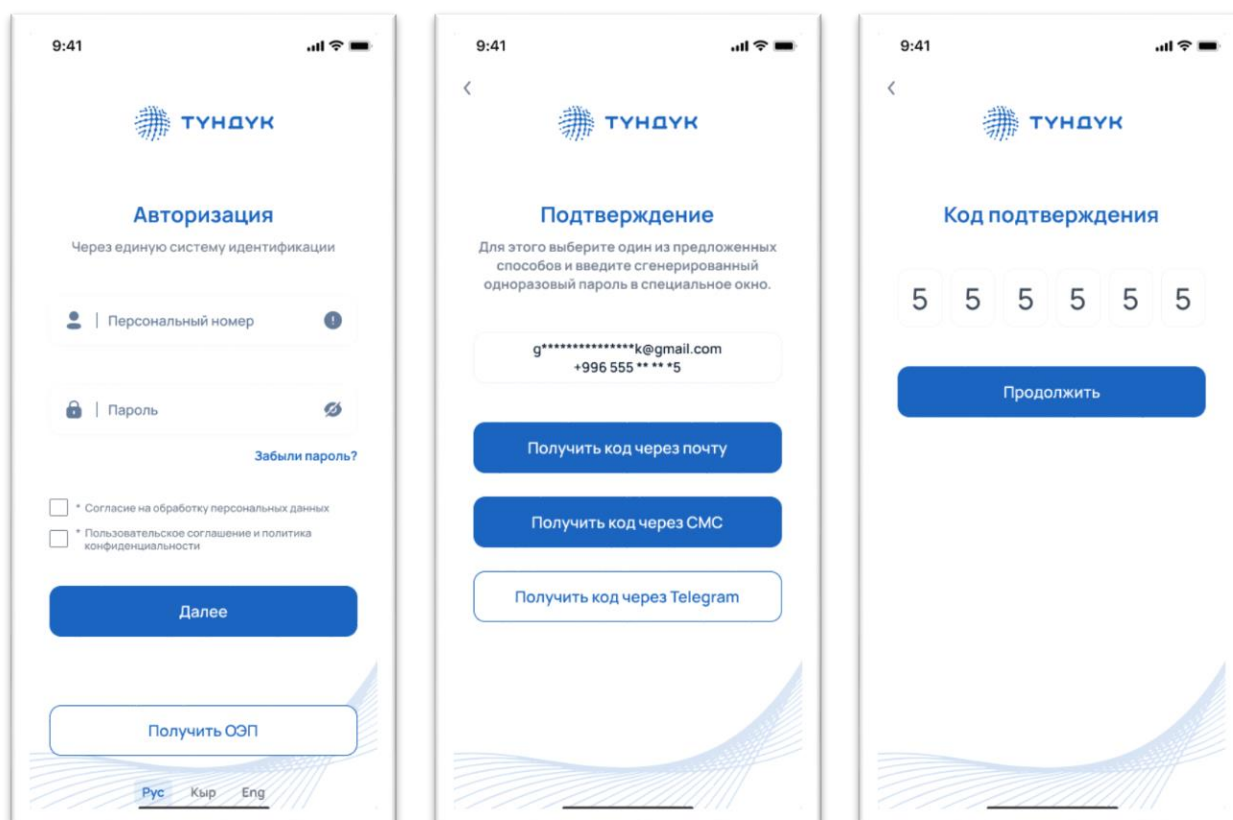 9:41
ТҮНДҮК
Авторизация
Через единую систему идентификации
Персональный номер
Пароль
Забыли пароль?
* Согласие на обработку персональных данных
* Пользовательское соглашение и политика
конфиденциальности
Далее
Получить ОЭП
Рус Кыр Eng
9:41
ТҮНДҮК
Подтверждение
Для этого выберите один из предложенных
способов и введите сгенерированный
одноразовый пароль в специальное окно.
g***************k@gmail.com
+996 555 ** ** *5
Получить код через почту
Получить код через СМС
Получить код через Telegram
9:41
ТҮНДҮК
Код подтверждения
5 5 5 5 5 5
Продолжить